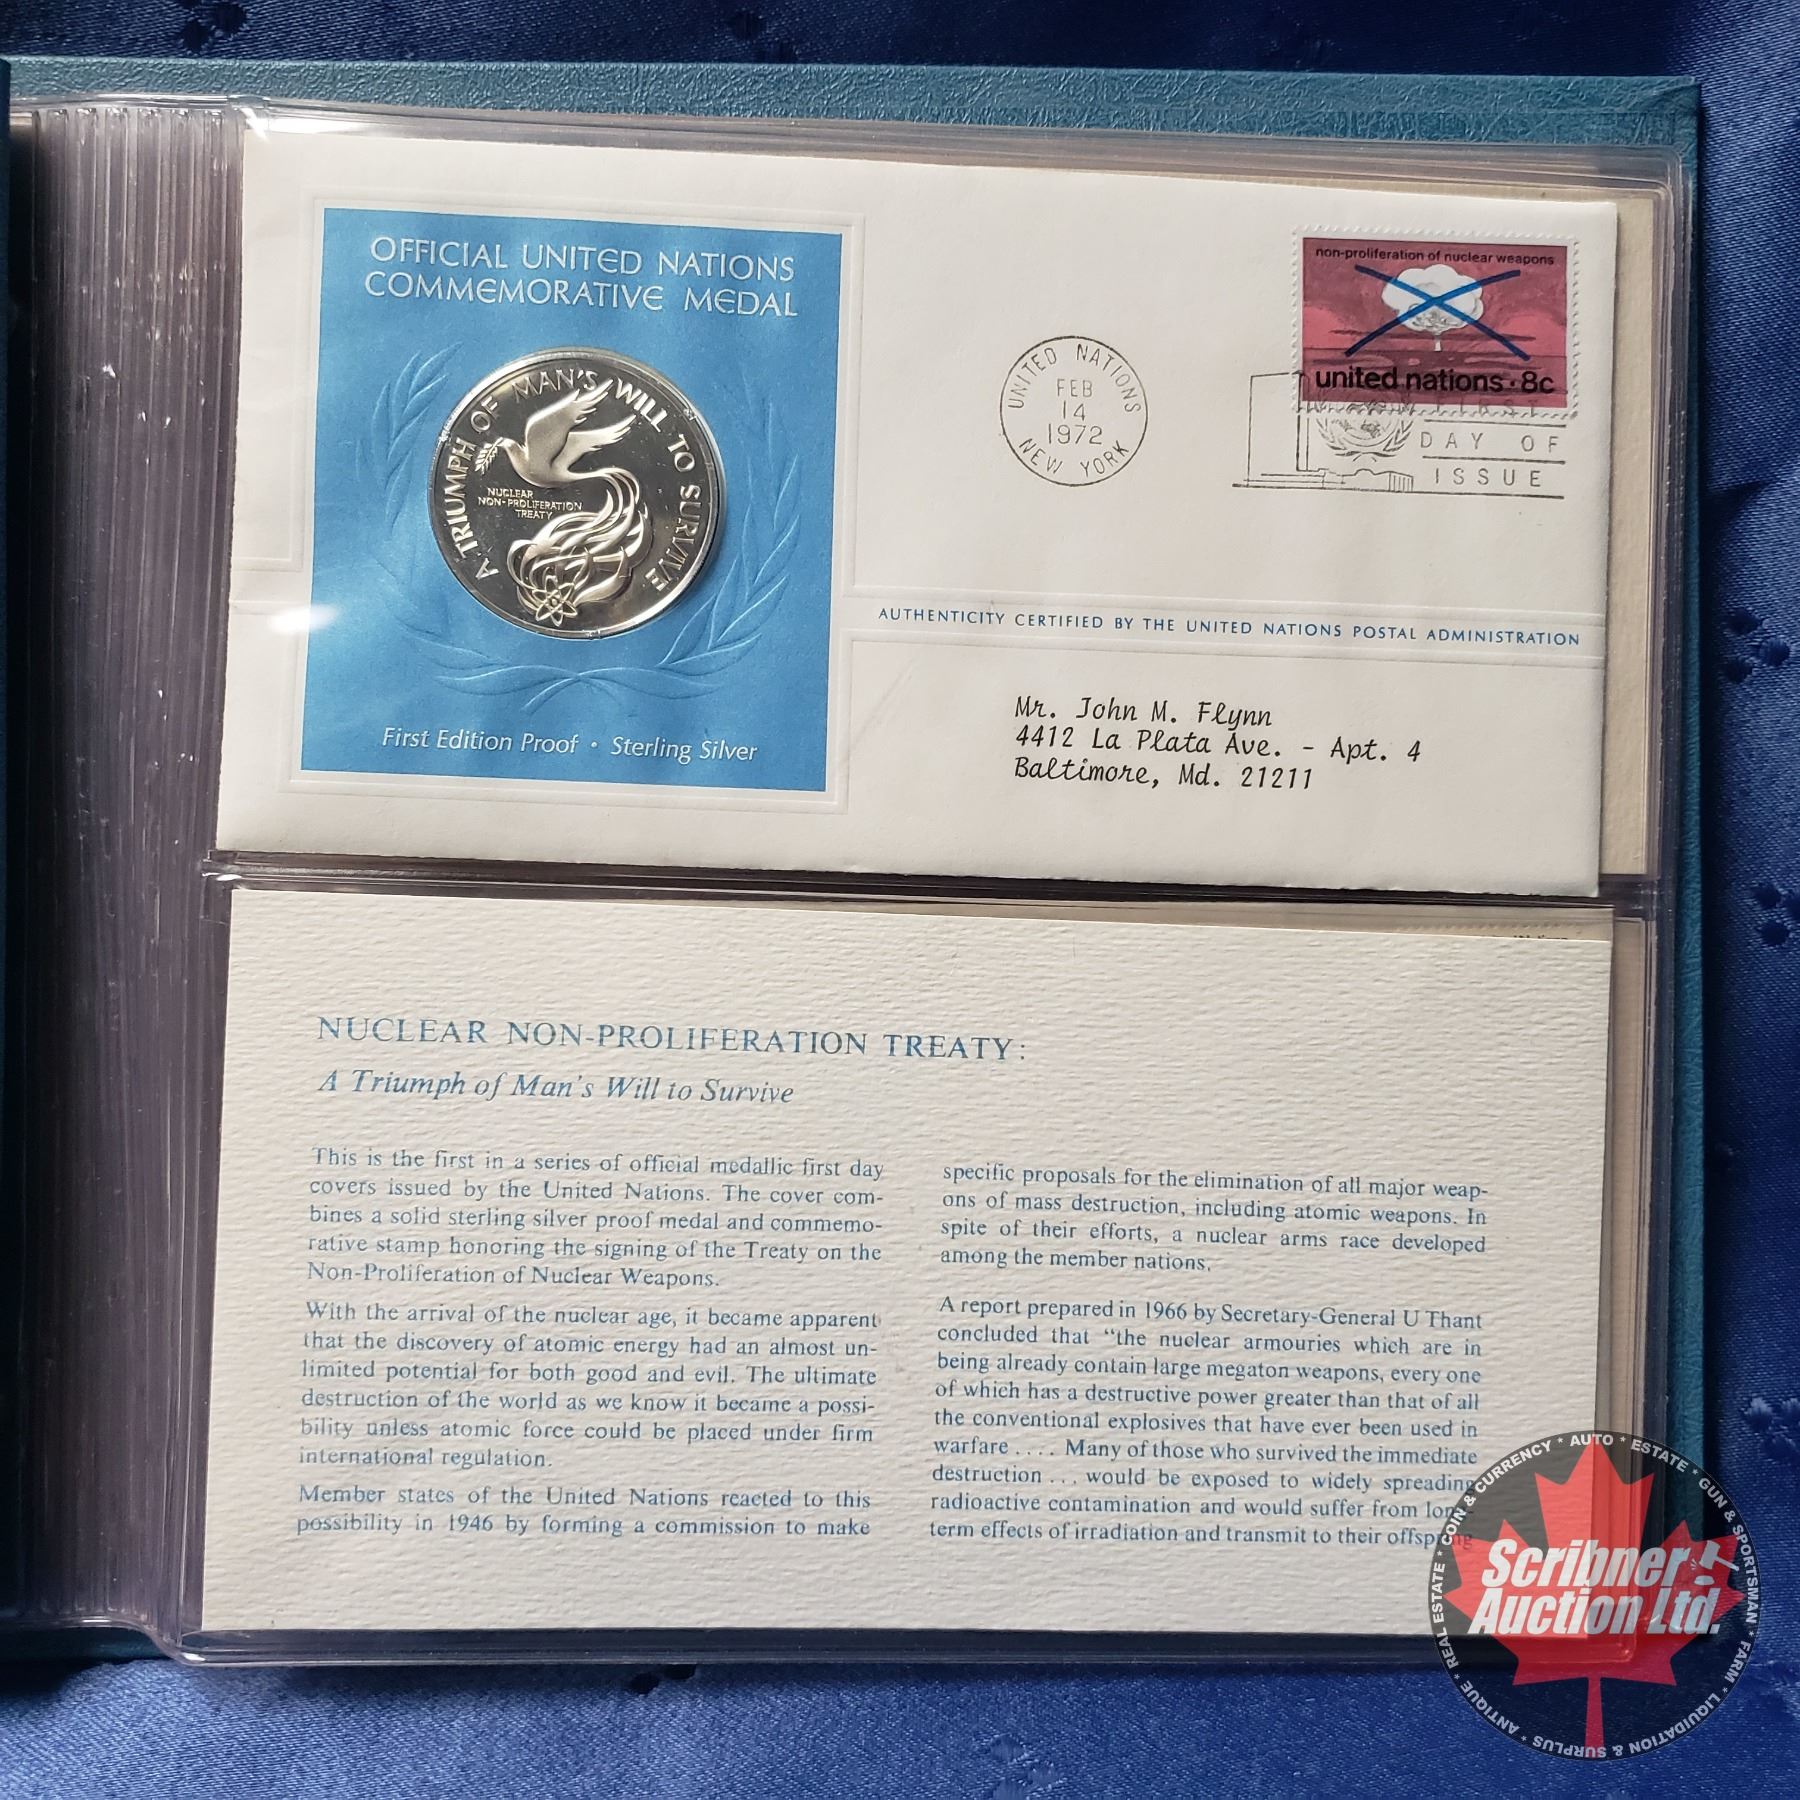 OFFICIAL UNITED NATIONS
COMMEMORATIVE MEDAL
A TRIUMPH OF MAN'S WILL TO SURVIVE
NUCLEAR
NON-PROLIFERATION
TREATY
First Edition Proof • Sterling Silver
UNITED NATIONS
FEB
14
1972
NEW YORK
non-proliferation of nuclear weapons
united nations · 8c
FIRST
DAY OF
ISSUE
AUTHENTICITY CERTIFIED BY THE UNITED NATIONS POSTAL ADMINISTRATION
Mr. John M. Flynn
4412 La Plata Ave. - Apt. 4
Baltimore, Md. 21211
NUCLEAR NON-PROLIFERATION TREATY:
A Triumph of Man's Will to Survive
This is the first in a series of official medallic first day
covers issued by the United Nations. The cover com-
bines a solid sterling silver proof medal and commemo-
rative stamp honoring the signing of the Treaty on the
Non-Proliferation of Nuclear Weapons.
With the arrival of the nuclear age, it became apparent
that the discovery of atomic energy had an almost un-
limited potential for both good and evil. The ultimate
destruction of the world as we know it became a possi-
bility unless atomic force could be placed under firm
international regulation.
Member states of the United Nations reacted to this
possibility in 1946 by forming a commission to make
specific proposals for the elimination of all major weap-
ons of mass destruction, including atomic weapons. In
spite of their efforts, a nuclear arms race developed
among the member nations.
A report prepared in 1966 by Secretary-General U Thant
concluded that “the nuclear armouries which are in
being already contain large megaton weapons, every one
of which has a destructive power greater than that of all
the conventional explosives that have ever been used in
warfare .... Many of those who survived the immediate
destruction ... would be exposed to widely spreading
radioactive contamination and would suffer from long-
term effects of irradiation and transmit to their offspring
Scribner
Auction Ltd.
REAL ESTATE * COIN & CURRENCY * AUTO * ESTATE * GUN & SPORTSMAN * FARM * LIQUIDATION & SURPLUS * ANTIQUE *